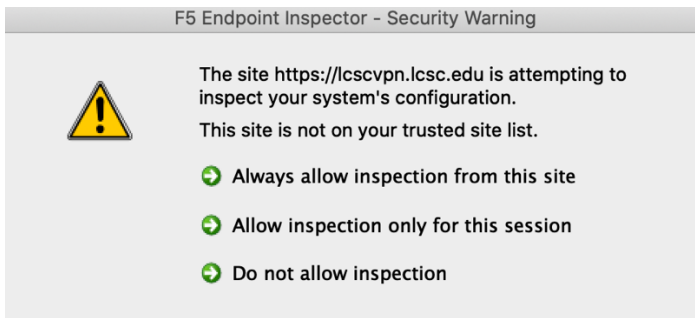 F5 Endpoint Inspector - Security Warning
The site https://lcscvpn.lcsc.edu is attempting to
inspect your system's configuration.
This site is not on your trusted site list.
Always allow inspection from this site
Allow inspection only for this session
Do not allow inspection